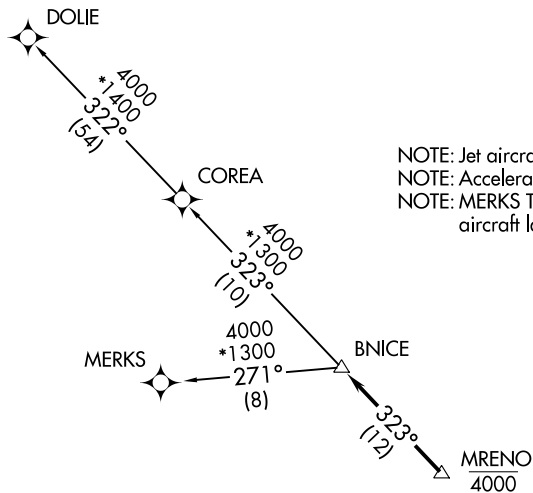 DOLIE
4000
*1400
322°
(54)
COREA
NOTE: Jet aircra
NOTE: Accelera
NOTE: MERKS T
aircraft l
4000
*1300
323°
(10)
MERKS
4000
*1300
271°
(8)
BNICE
323°
(12)
MRENO
4000